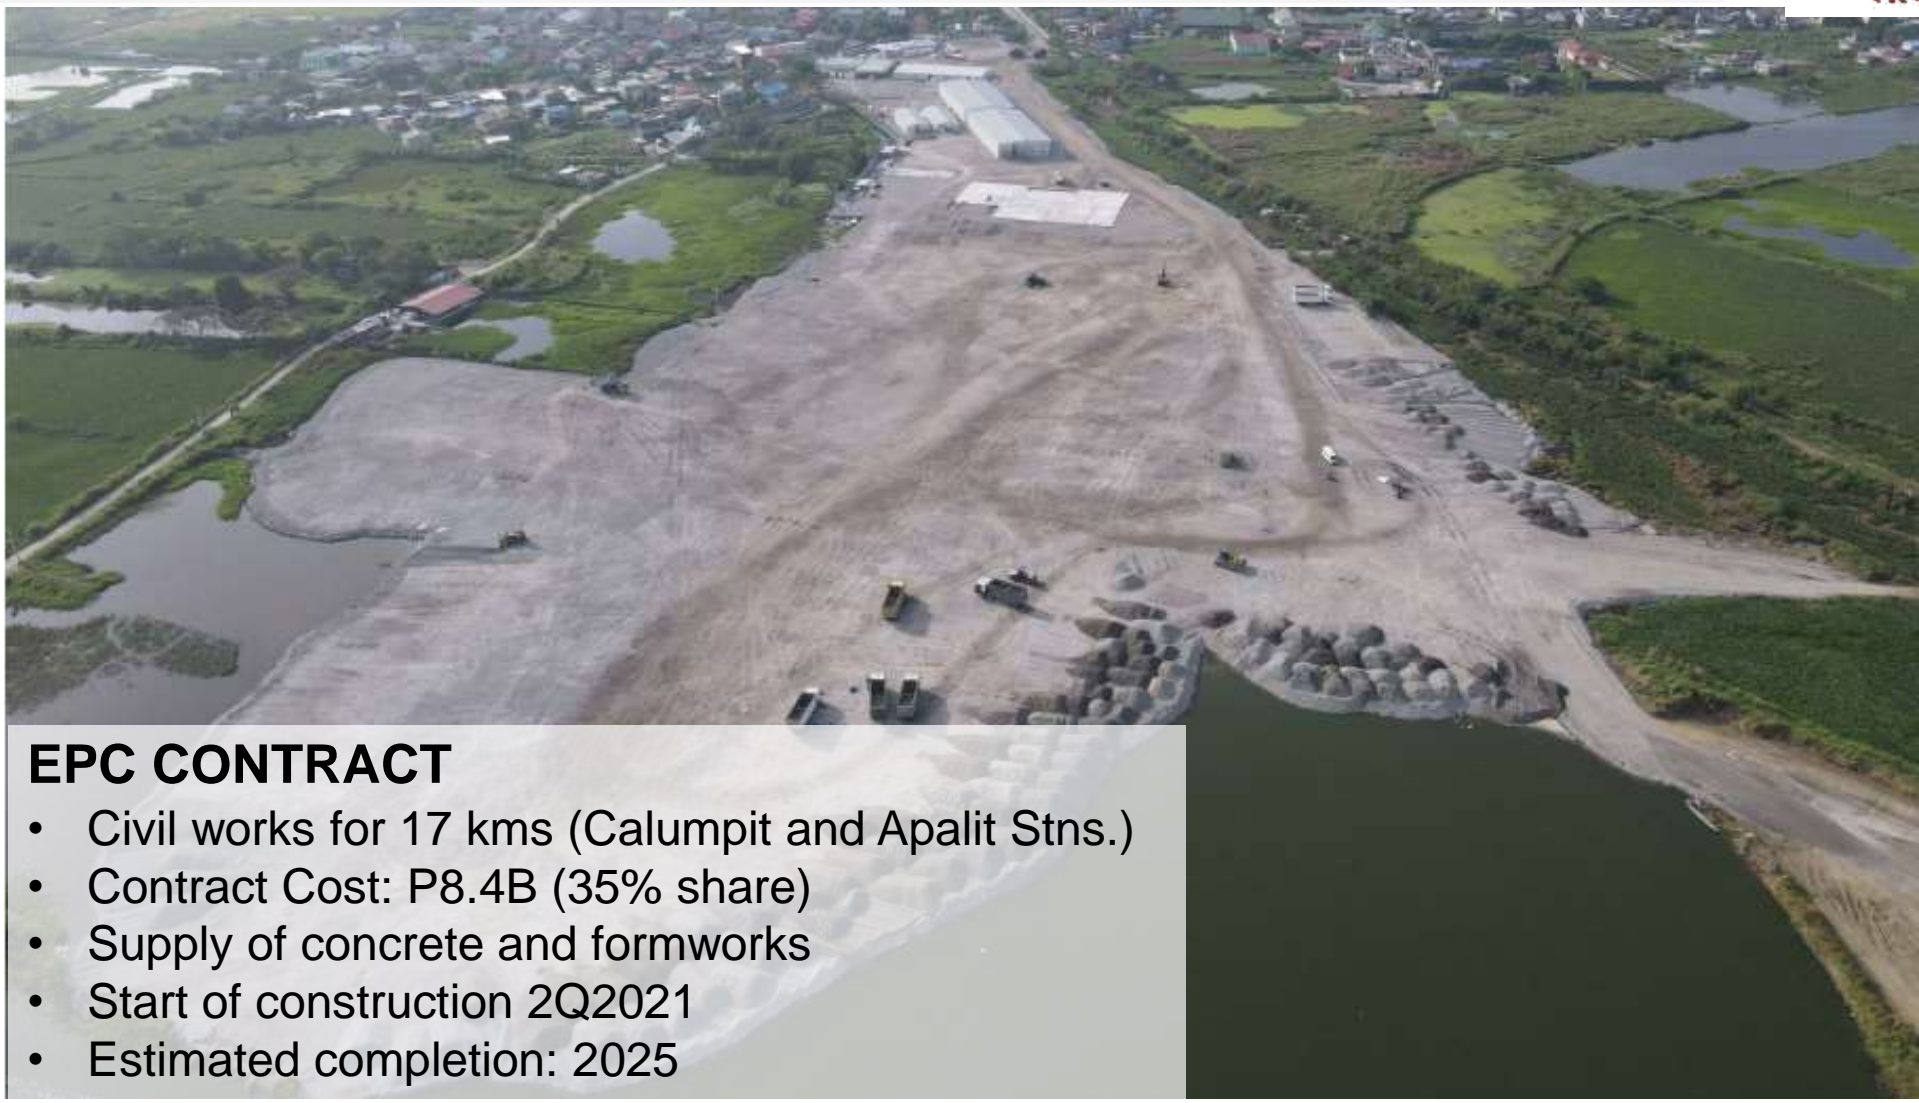 EPC CONTRACT
• Civil works for 17 kms (Calumpit and Apalit Stns.)
• Contract Cost: P8.4B (35% share)
• Supply of concrete and formworks
• Start of construction 2Q2021
• Estimated completion: 2025